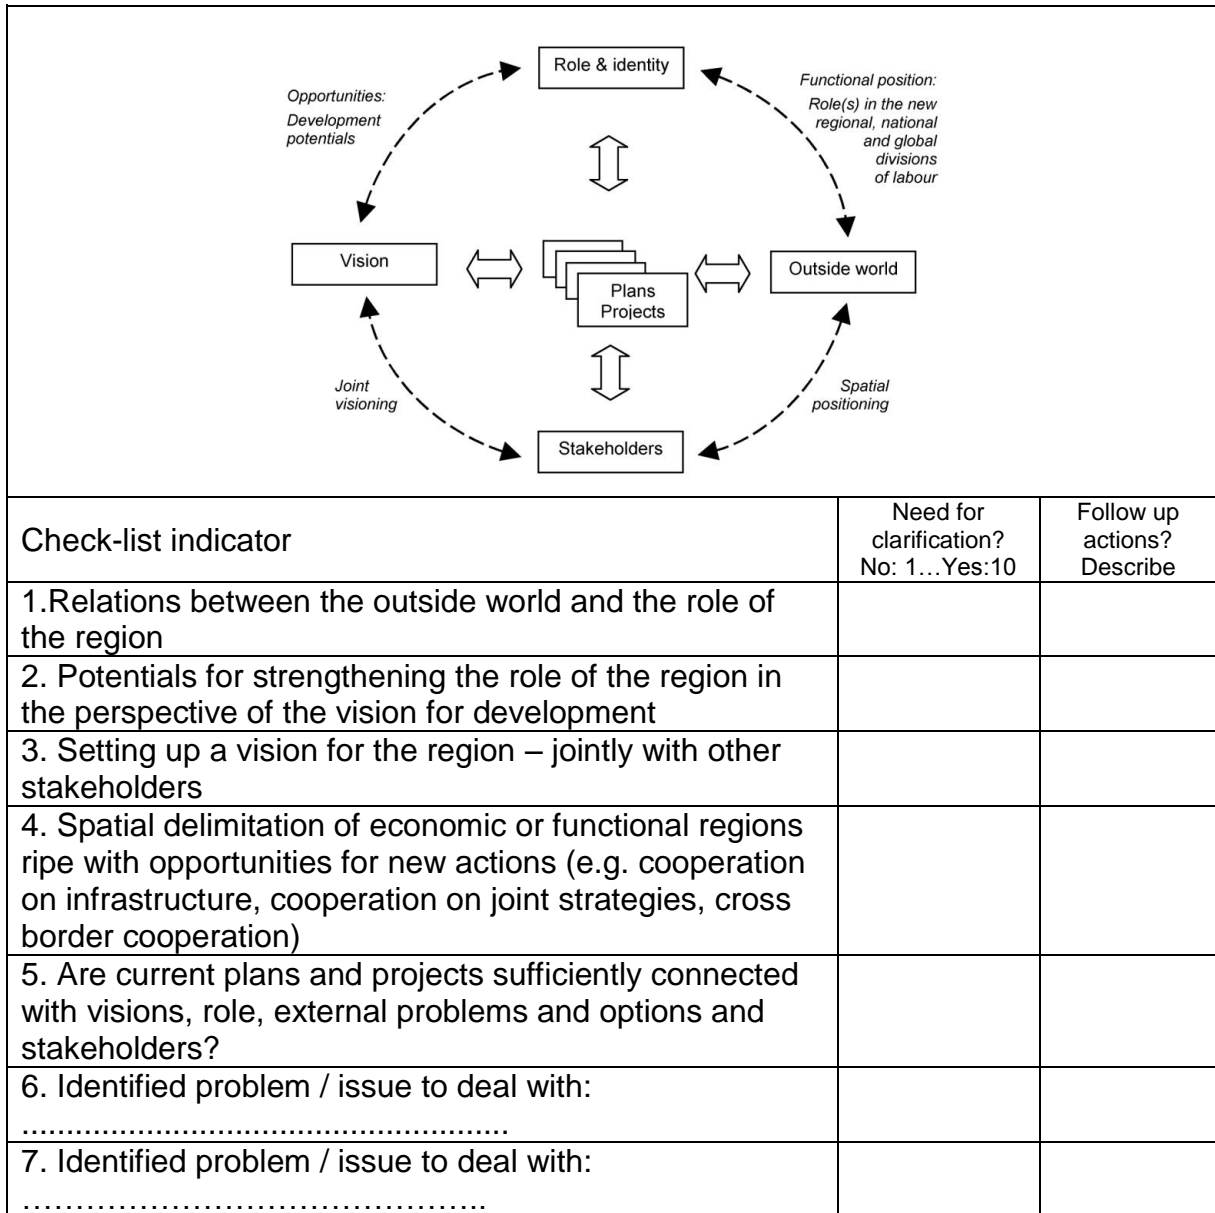 Role & identity
Opportunities:
Development
potentials
Functional position:
Role(s) in the new
regional, national
and global
divisions
of labour
Vision
Plans
Projects
Outside world
Joint
visioning
Spatial
positioning
Stakeholders
Check-list indicator
Need for
clarification?
No: 1…Yes:10
Follow up
actions?
Describe
1.Relations between the outside world and the role of
the region
2. Potentials for strengthening the role of the region in
the perspective of the vision for development
3. Setting up a vision for the region – jointly with other
stakeholders
4. Spatial delimitation of economic or functional regions
ripe with opportunities for new actions (e.g. cooperation
on infrastructure, cooperation on joint strategies, cross
border cooperation)
5. Are current plans and projects sufficiently connected
with visions, role, external problems and options and
stakeholders?
6. Identified problem / issue to deal with:
.......................................................
7. Identified problem / issue to deal with:
………………………………………..